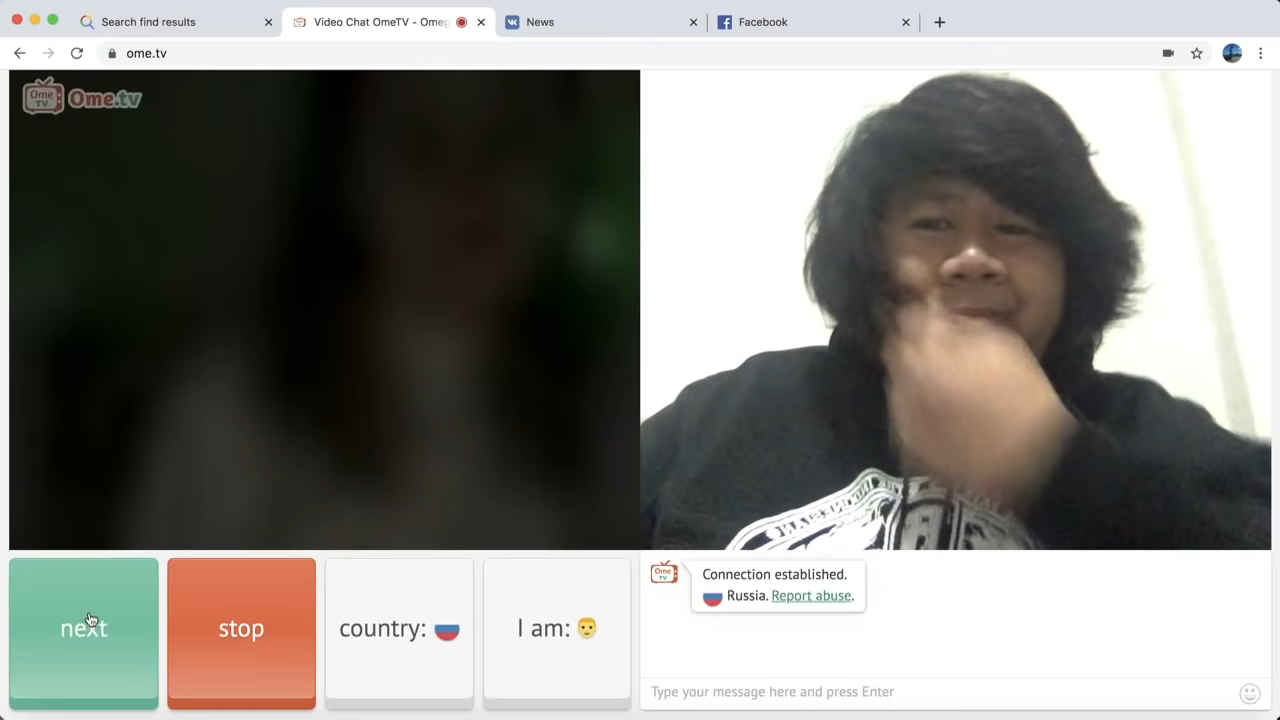 Search find results
Video Chat OmeTV - Ome
News
Facebook
ome.tv
Ome TV
Ome.tv
next
stop
country:
I am:
Ome TV
Connection established.
Russia. Report abuse.
Type your message here and press Enter